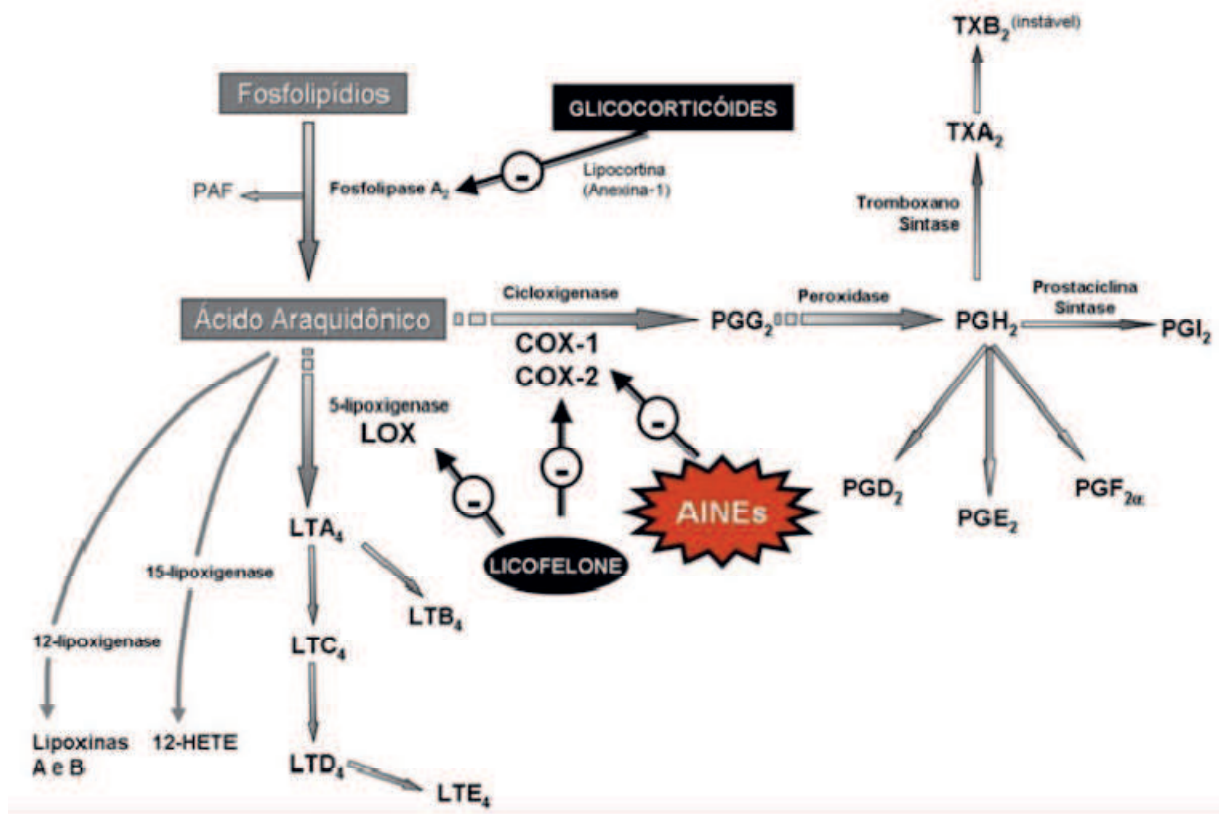 TXB₂ (instável)
Fosfolipídios
GLICOCORTICÓIDES
TXA₂
PAF
Fosfolipase A₂
-
Lipocortina
(Anexina-1)
Tromboxano
Sintase
Ácido Araquidônico
Cicloxigenase
PGG₂
Peroxidase
PGH₂
Prostaciclina
Sintase
PGI₂
COX-1
COX-2
5-lipoxigenase
LOX
-
-
-
AINEs
LICOFELONE
PGD₂
PGE₂
PGF₂α
LTA₄
15-lipoxigenase
LTB₄
12-lipoxigenase
LTC₄
Lipoxinas
A e B
12-HETE
LTD₄
LTE₄